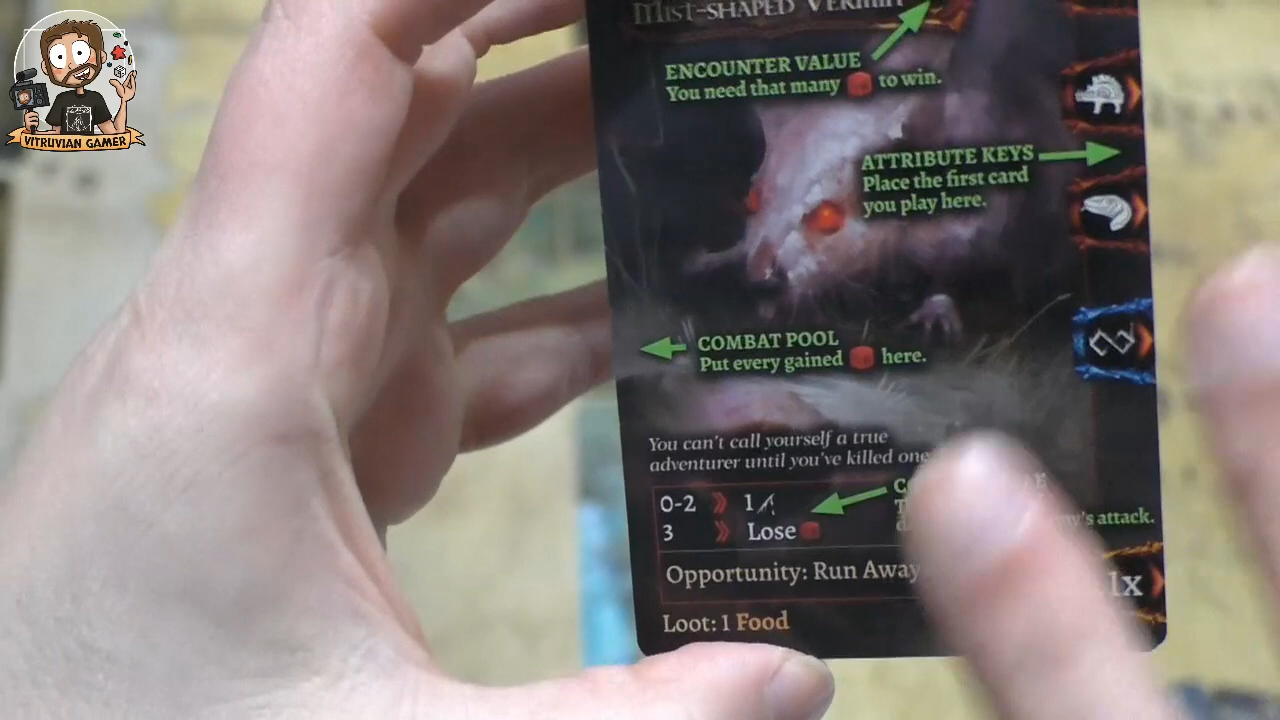 VITRUVIAN GAMER
MIST-SHAPED VERMIN
ENCOUNTER VALUE
You need that many to win.
ATTRIBUTE KEYS
Place the first card
you play here.
COMBAT POOL
Put every gained here.
You can't call yourself a true
adventurer until you've killed one
0-2 1
3 Lose
my's attack.
Opportunity: Run Away
1x
Loot: 1 Food